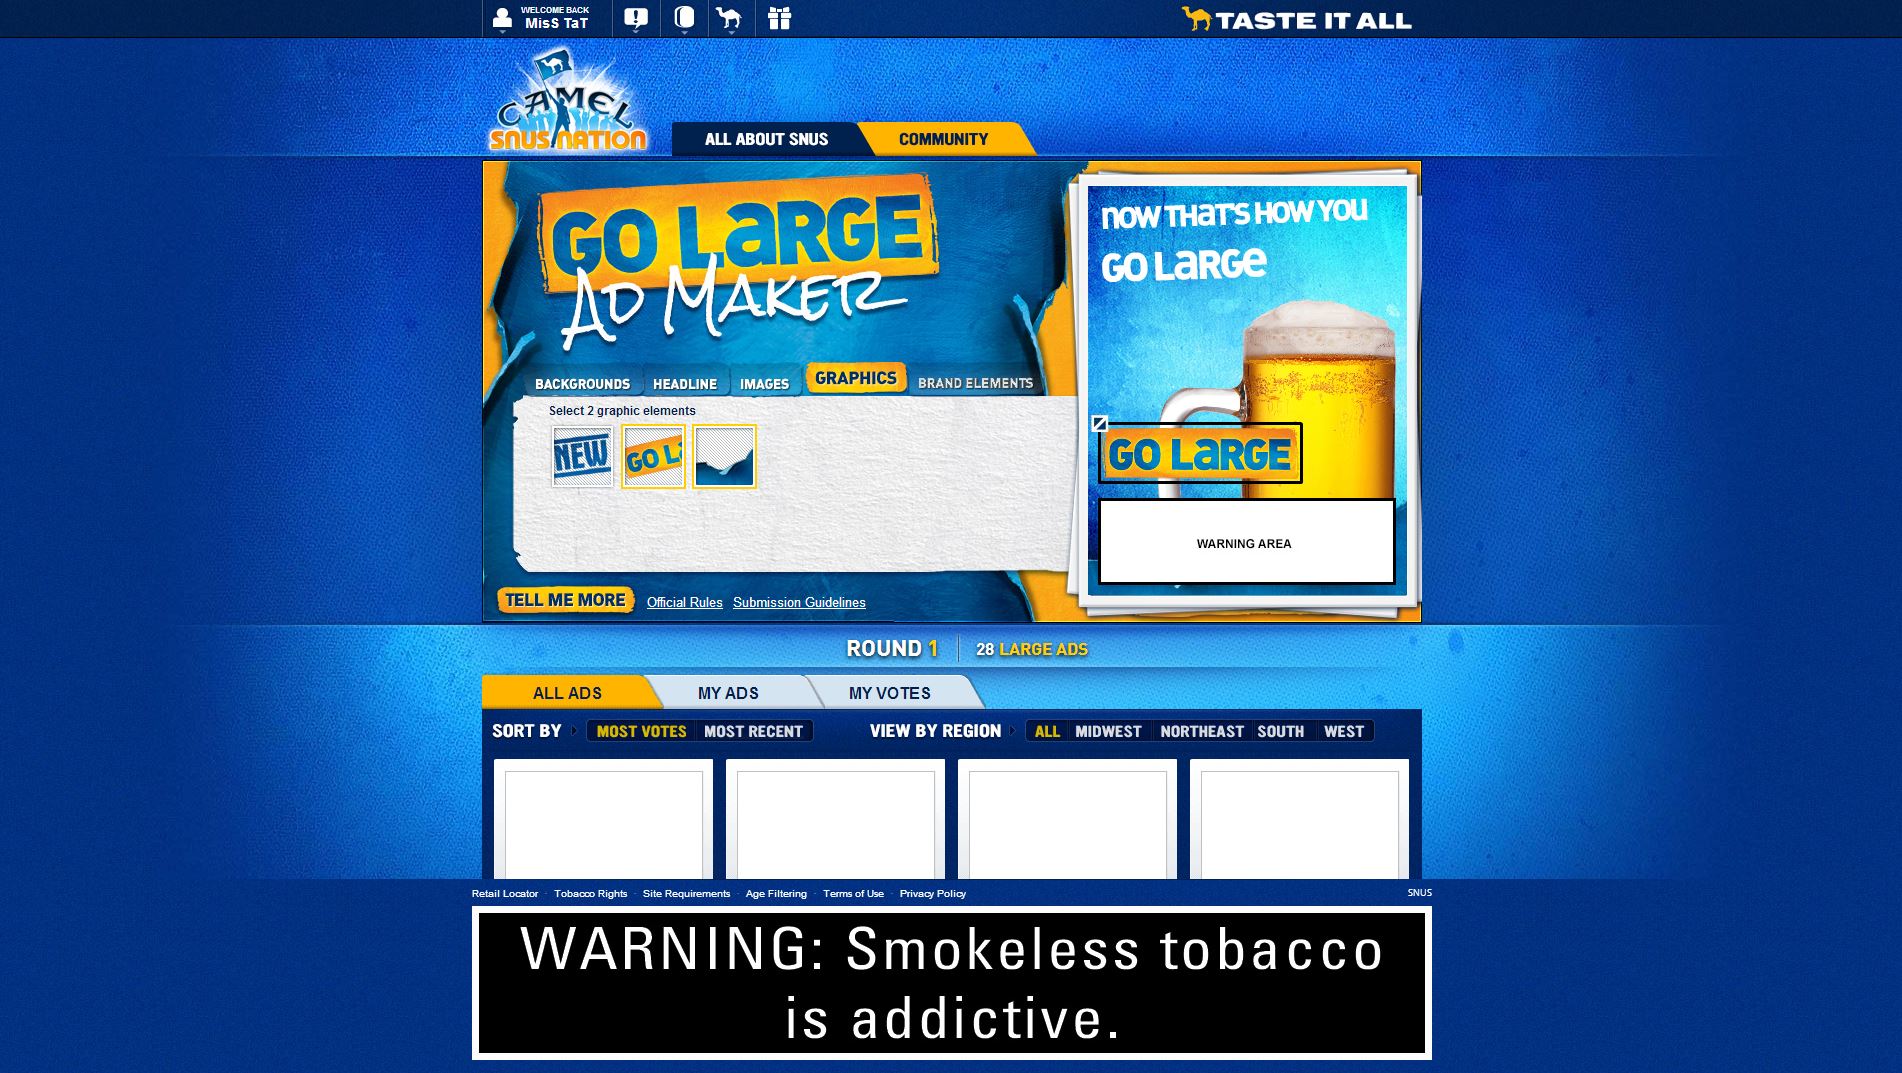 WELCOME BACK
MisS TaT
TASTE IT ALL
CAMEL
SNUS NATION
ALL ABOUT SNUS
COMMUNITY
GO LARGE
AD MAKER
NOW THAT'S HOW YOU
GO LARGE
BACKGROUNDS
HEADLINE
IMAGES
GRAPHICS
BRAND ELEMENTS
Select 2 graphic elements
NEW
GO L
GO LARGE
WARNING AREA
TELL ME MORE
Official Rules
Submission Guidelines
ROUND 1
28 LARGE ADS
ALL ADS
MY ADS
MY VOTES
SORT BY
MOST VOTES
MOST RECENT
VIEW BY REGION
ALL
MIDWEST
NORTHEAST
SOUTH
WEST
Retail Locator · Tobacco Rights · Site Requirements · Age Filtering · Terms of Use · Privacy Policy
SNUS
WARNING: Smokeless tobacco
is addictive.